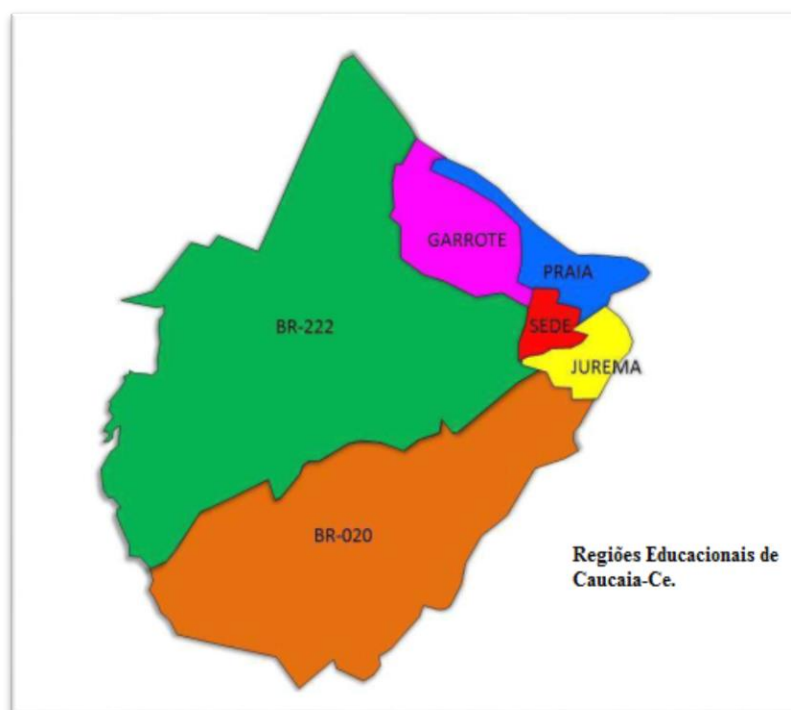 GARROTE
PRAIA
BR-222
SEDE
JUREMA
BR-020
Regiões Educacionais de
Caucaia-Ce.